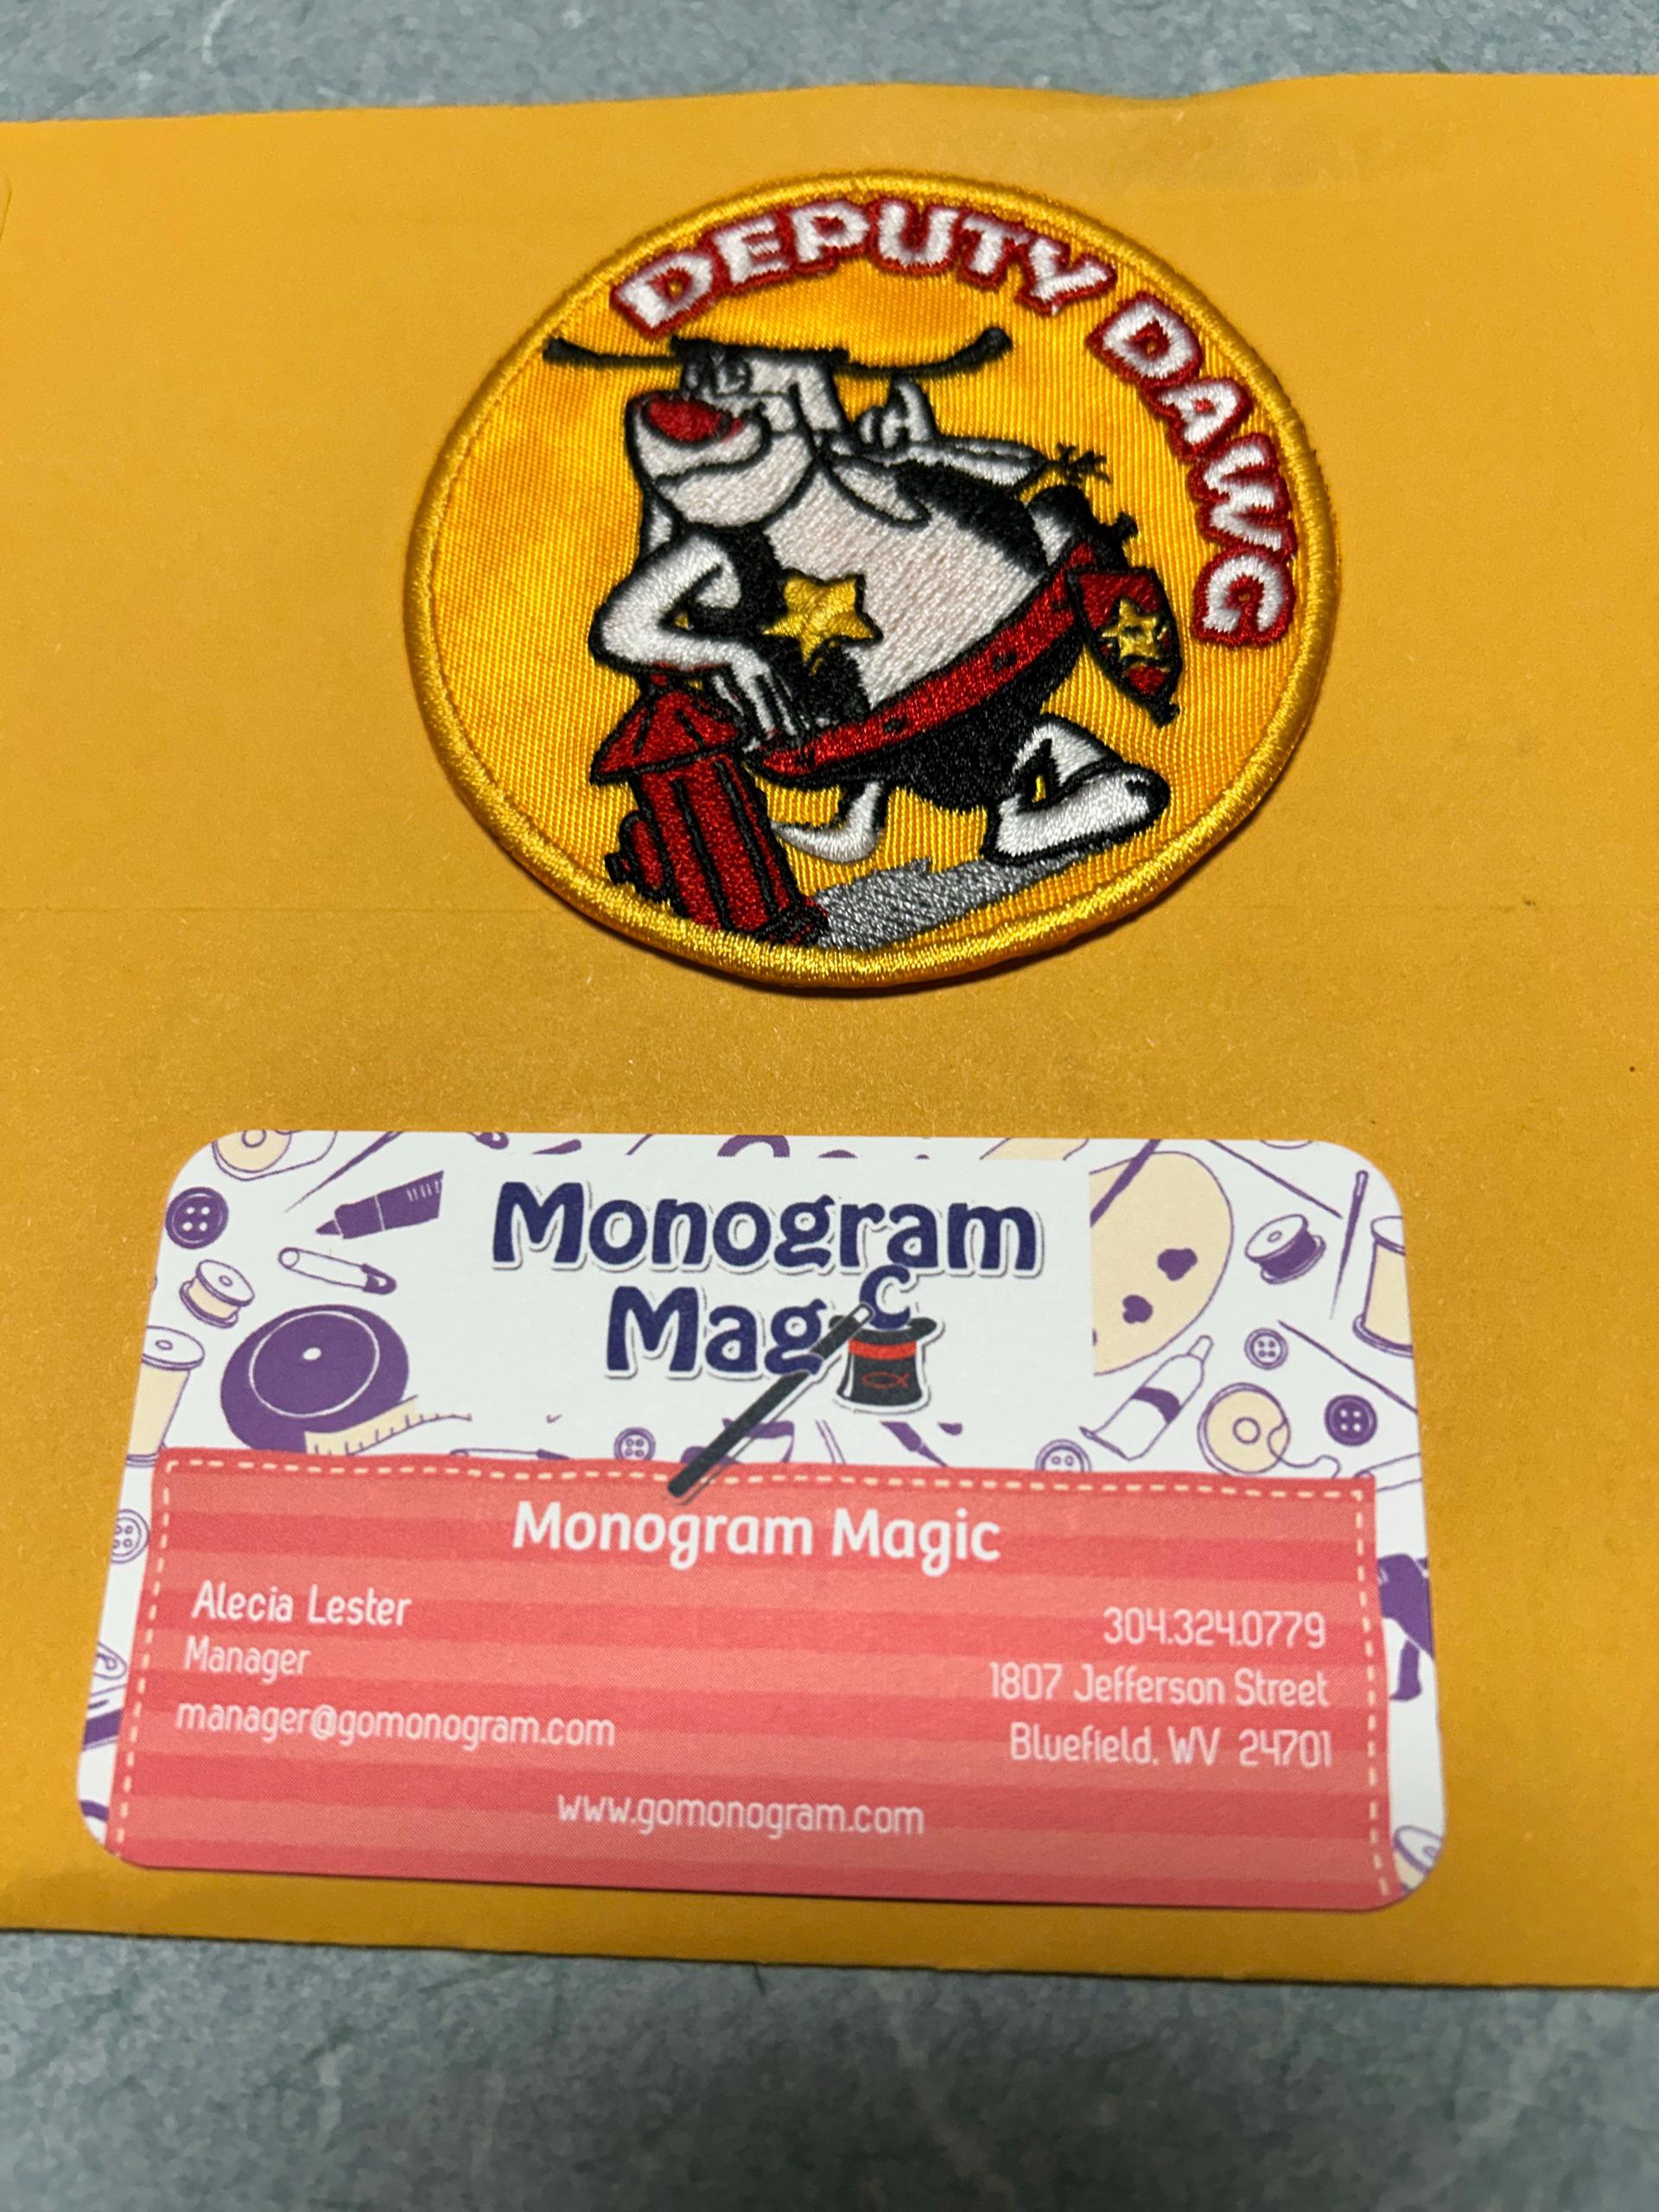 DEPUTY DAWG
Monogram
Magic
Monogram Magic
Alecia Lester
Manager
manager@gomonogram.com
304.324.0779
1807 Jefferson Street
Bluefield, WV 24701
www.gomonogram.com